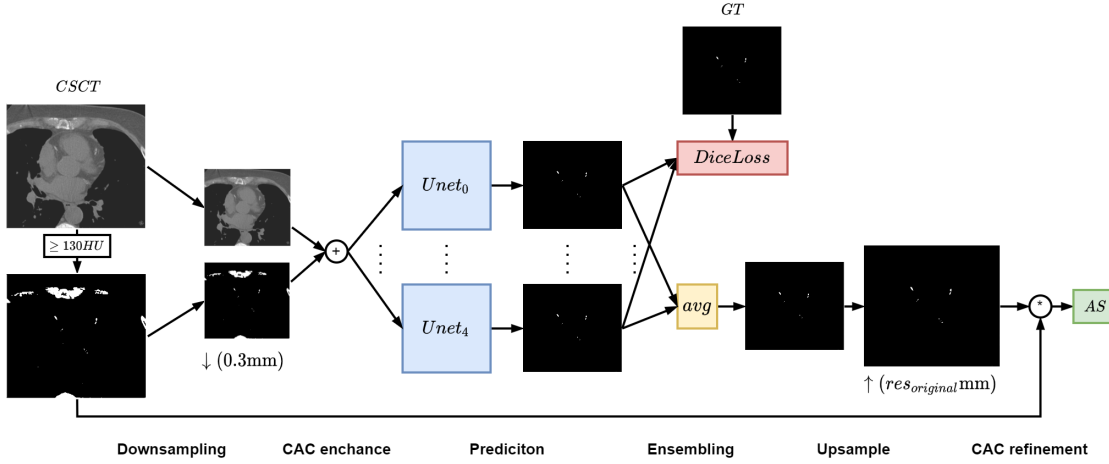 GT
CSCT
DiceLoss
Unet0
≥ 130HU
+
Unet4
avg
*
AS
↓ (0.3mm)
↑ (resoriginalmm)
Downsampling
CAC enchance
Prediciton
Ensembling
Upsample
CAC refinement